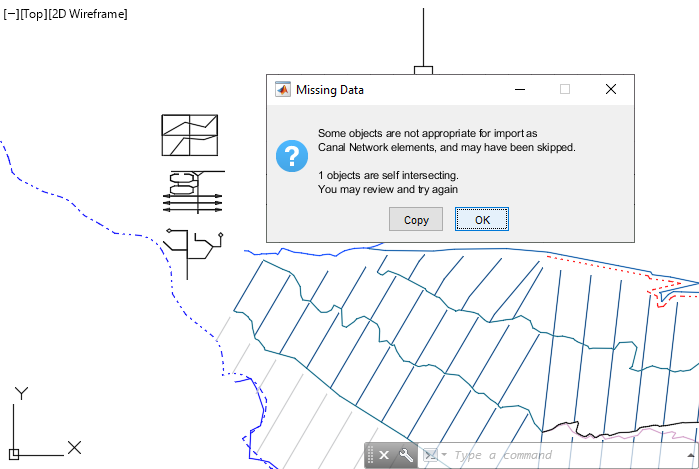 [−][Top][2D Wireframe]
Missing Data
Some objects are not appropriate for import as
Canal Network elements, and may have been skipped.
1 objects are self intersecting.
You may review and try again
Copy
OK
Y
X
Type a command